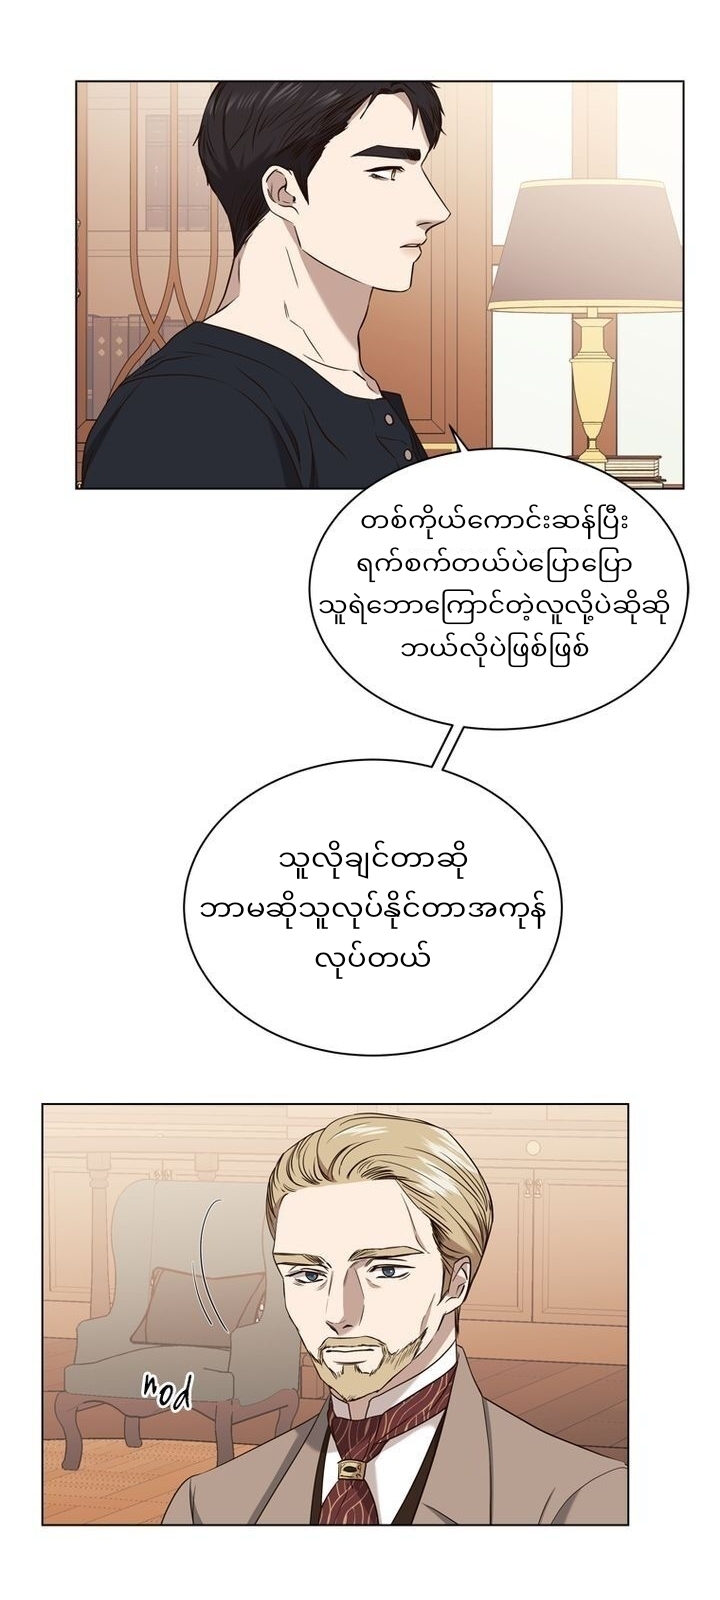 တစ်ကိုယ်ကောင်းဆန်ပြီး
ရက်စက်တယ်ပဲပြောပြော
သူရဲဘောကြောင်တဲ့လူလို့ပဲဆိုဆို
ဘယ်လိုပဲဖြစ်ဖြစ်
သူလိုချင်တာဆို
ဘာမဆိုသူလုပ်နိုင်တာအကုန်
လုပ်တယ်
nod